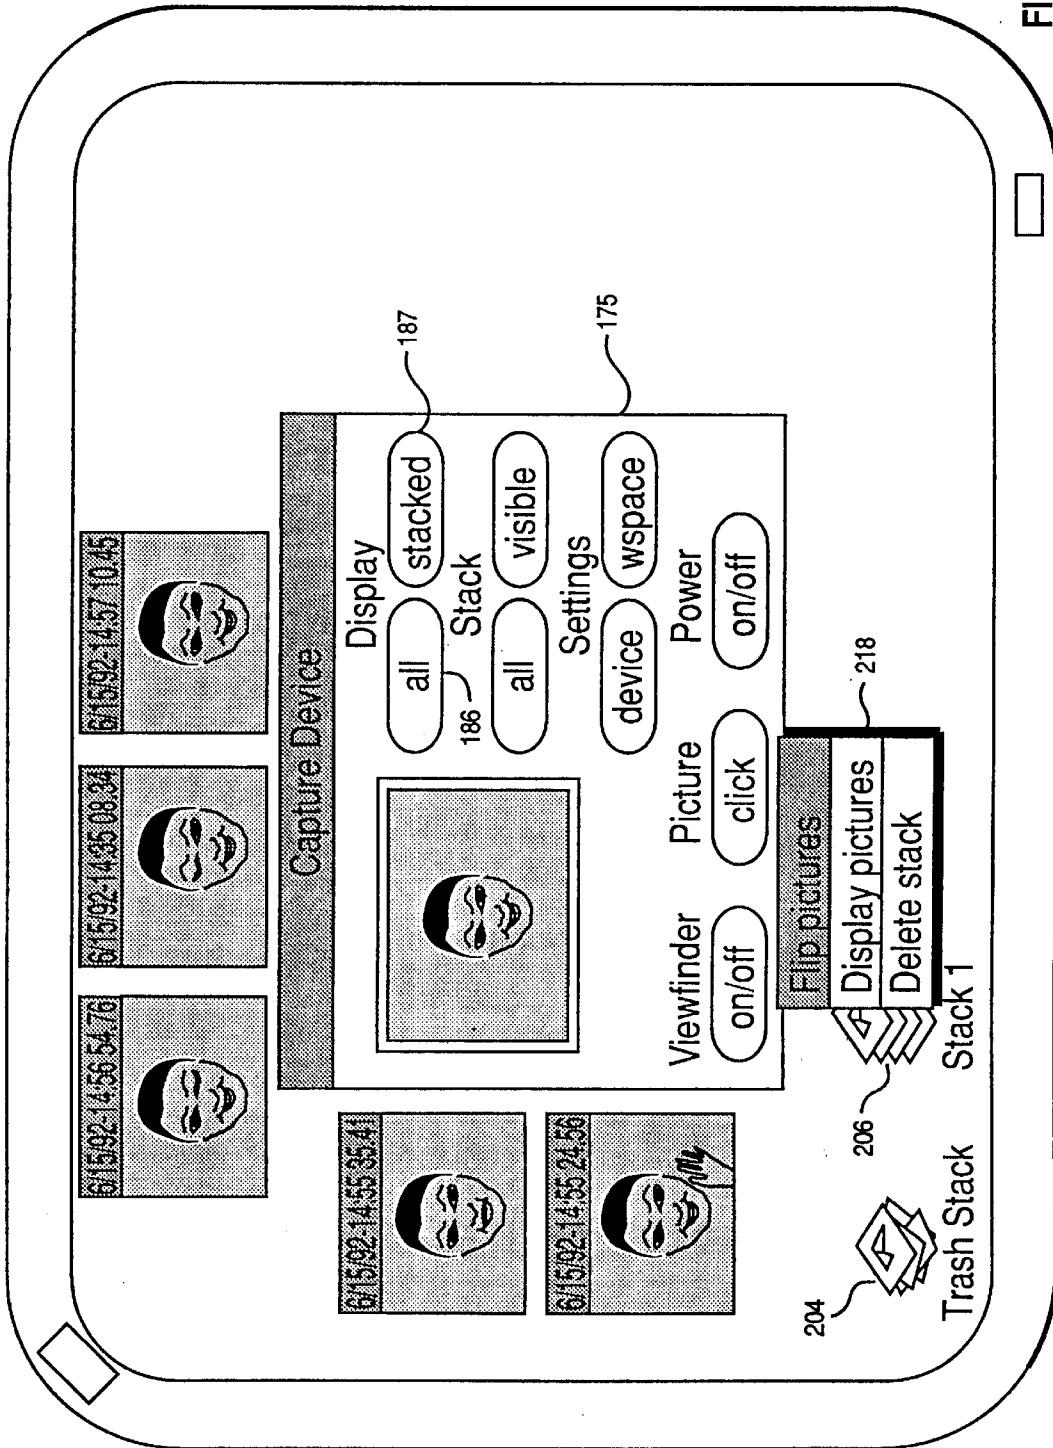 6/15/92-14:56 54.76
6/15/92-14:35 08.34
6/15/92-14:57 10.45
Capture Device
6/15/92-14:55 35.41
6/15/92-14:55 24.56
Display
all
stacked
187
186
Stack
all
visible
Settings
device
wspace
175
Viewfinder
Picture
Power
on/off
click
on/off
Flip pictures
Display pictures
Delete stack
218
204
206
Trash Stack
Stack 1
FI